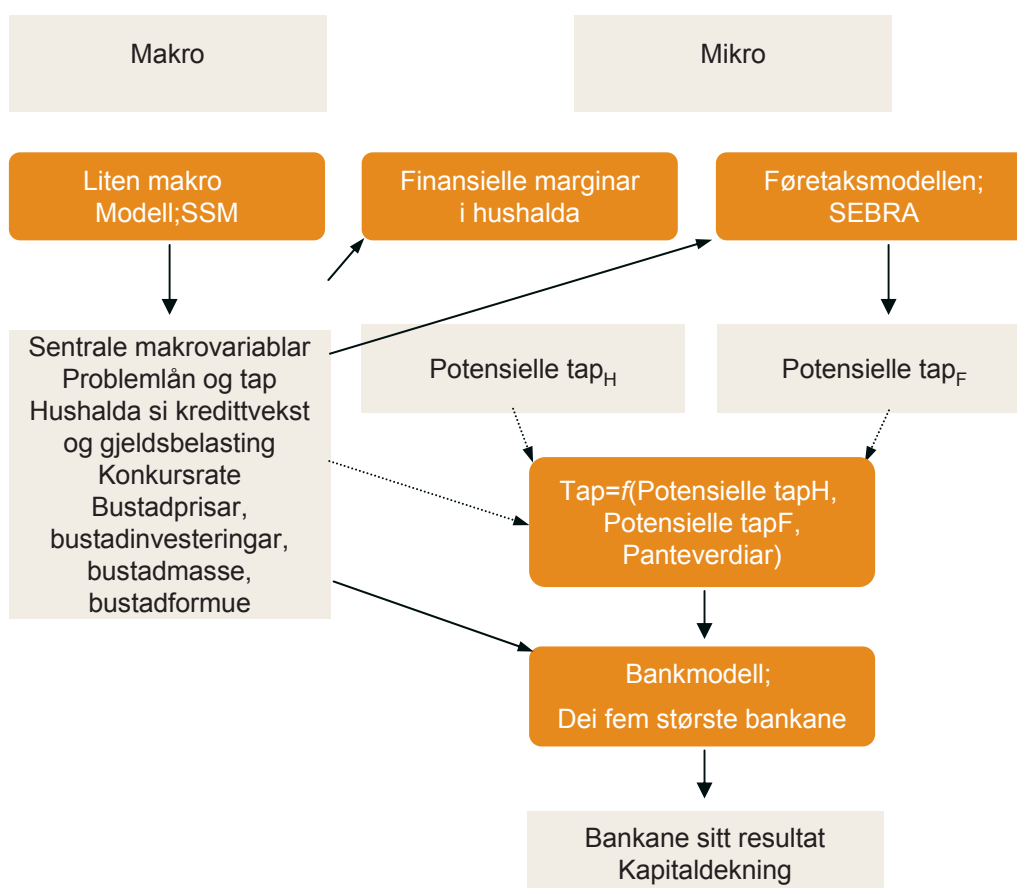 Makro
Mikro
Liten makro
Modell;SSM
Finansielle marginar
i hushalda
Føretaksmodellen;
SEBRA
Sentrale makrovariablar
Problemlån og tap
Hushalda si kredittvekst
og gjeldsbelasting
Konkursrate
Bustadprisar,
bustadinvesteringar,
bustadmasse,
bustadformue
Potensielle tapH
Potensielle tapF
Tap=f(Potensielle tapH,
Potensielle tapF,
Panteverdiar)
Bankmodell;
Dei fem største bankane
Bankane sitt resultat
Kapitaldekning